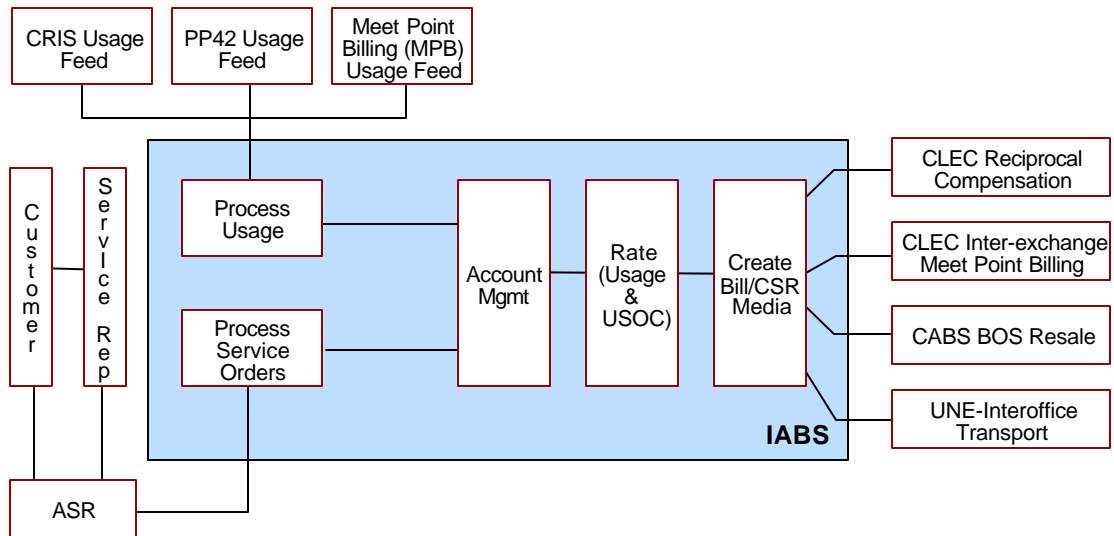 CRIS Usage
Feed
PP42 Usage
Feed
Meet Point
Billing (MPB)
Usage Feed
Customer
ServIce Rep
Process
Usage
Process
Service
Orders
Account
Mgmt
Rate
(Usage
&
USOC)
Create
Bill/CSR
Media
IABS
CLEC Reciprocal
Compensation
CLEC Inter-exchange
Meet Point Billing
CABS BOS Resale
UNE-Interoffice
Transport
ASR